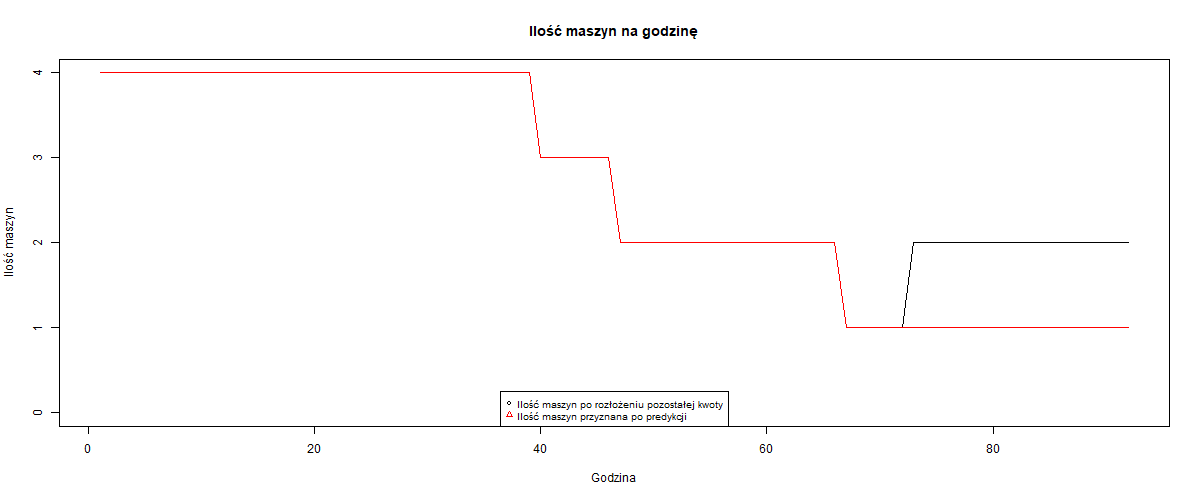 Ilość maszyn na godzinę
Ilość maszyn
4
3
2
1
0
Ilość maszyn po rozłożeniu pozostałej kwoty
Ilość maszyn przyznana po predykcji
0 20 40 60 80
Godzina